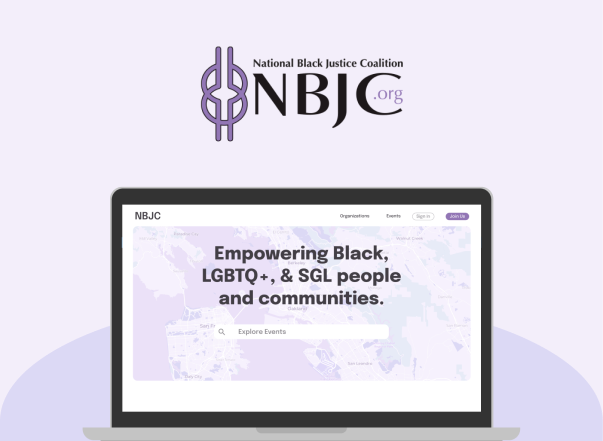 National Black Justice Coalition
NBJC
.org
NBJC
Organizations
Events
Sign in
Join Us
Empowering Black,
LGBTQ+, & SGL people
and communities.
Explore Events